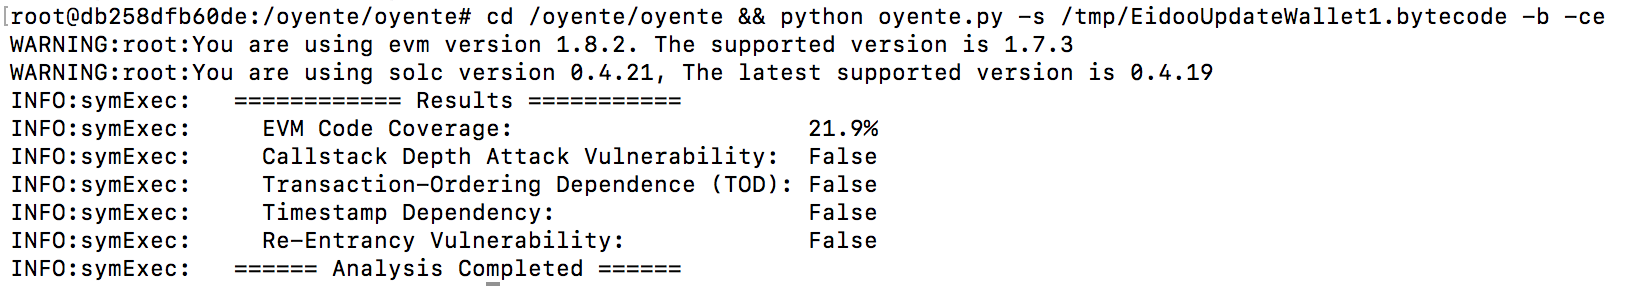 [root@db258dfb60de:/oyente/oyente# cd /oyente/oyente && python oyente.py -s /tmp/EidooUpdateWallet1.bytecode -b -ce
WARNING:root:You are using evm version 1.8.2. The supported version is 1.7.3
WARNING:root:You are using solc version 0.4.21, The latest supported version is 0.4.19
INFO:symExec:   ============ Results ===========
INFO:symExec:     EVM Code Coverage:                     21.9%
INFO:symExec:     Callstack Depth Attack Vulnerability:  False
INFO:symExec:     Transaction-Ordering Dependence (TOD): False
INFO:symExec:     Timestamp Dependency:                  False
INFO:symExec:     Re-Entrancy Vulnerability:             False
INFO:symExec:   ====== Analysis Completed ======